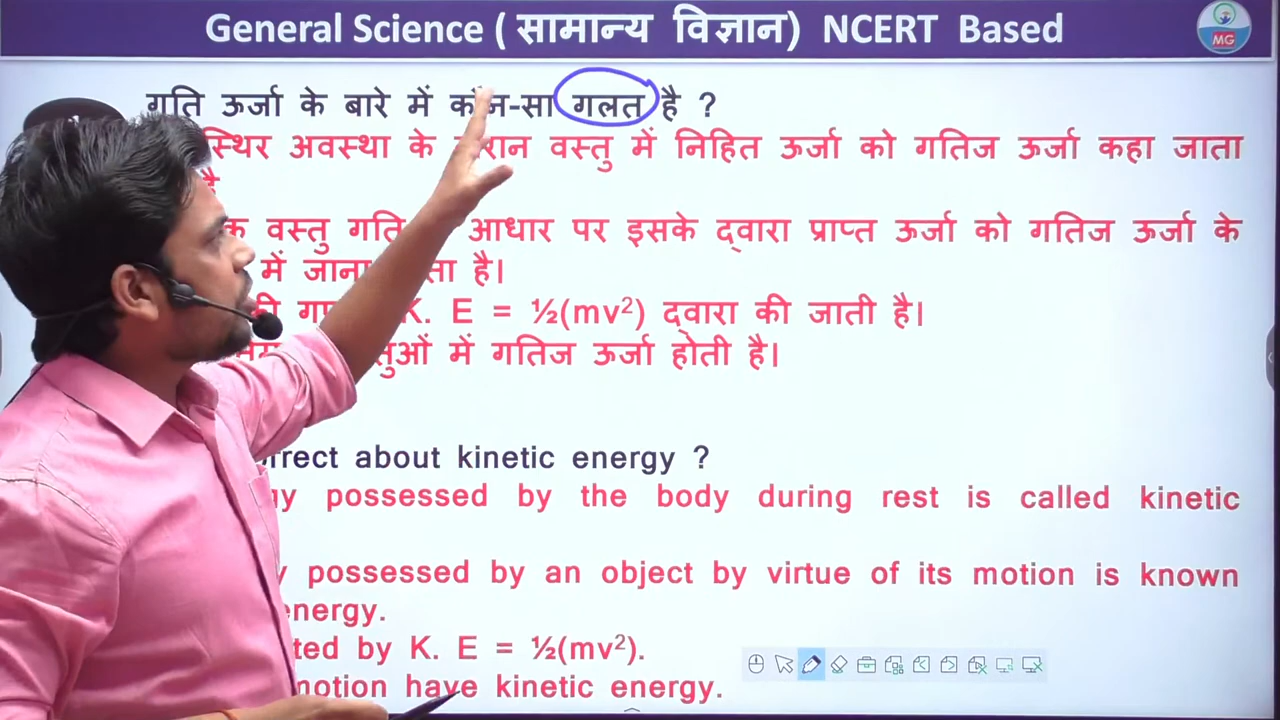 General Science ( सामान्य विज्ञान) NCERT Based
MG
गति ऊर्जा के बारे में कौन-सा गलत है ?
स्थिर अवस्था के वस्तु में निहित ऊर्जा को गतिज ऊर्जा कहा जाता
है
वस्तु गति आधार पर इसके द्वारा प्राप्त ऊर्जा को गतिज ऊर्जा के
में है।
K. E = ½(mv²) द्वारा की जाती है।
में गतिज ऊर्जा होती है।
about kinetic energy ?
possessed by the body during rest is called kinetic
possessed by an object by virtue of its motion is known
energy.
by K. E = ½(mv²).
motion have kinetic energy.